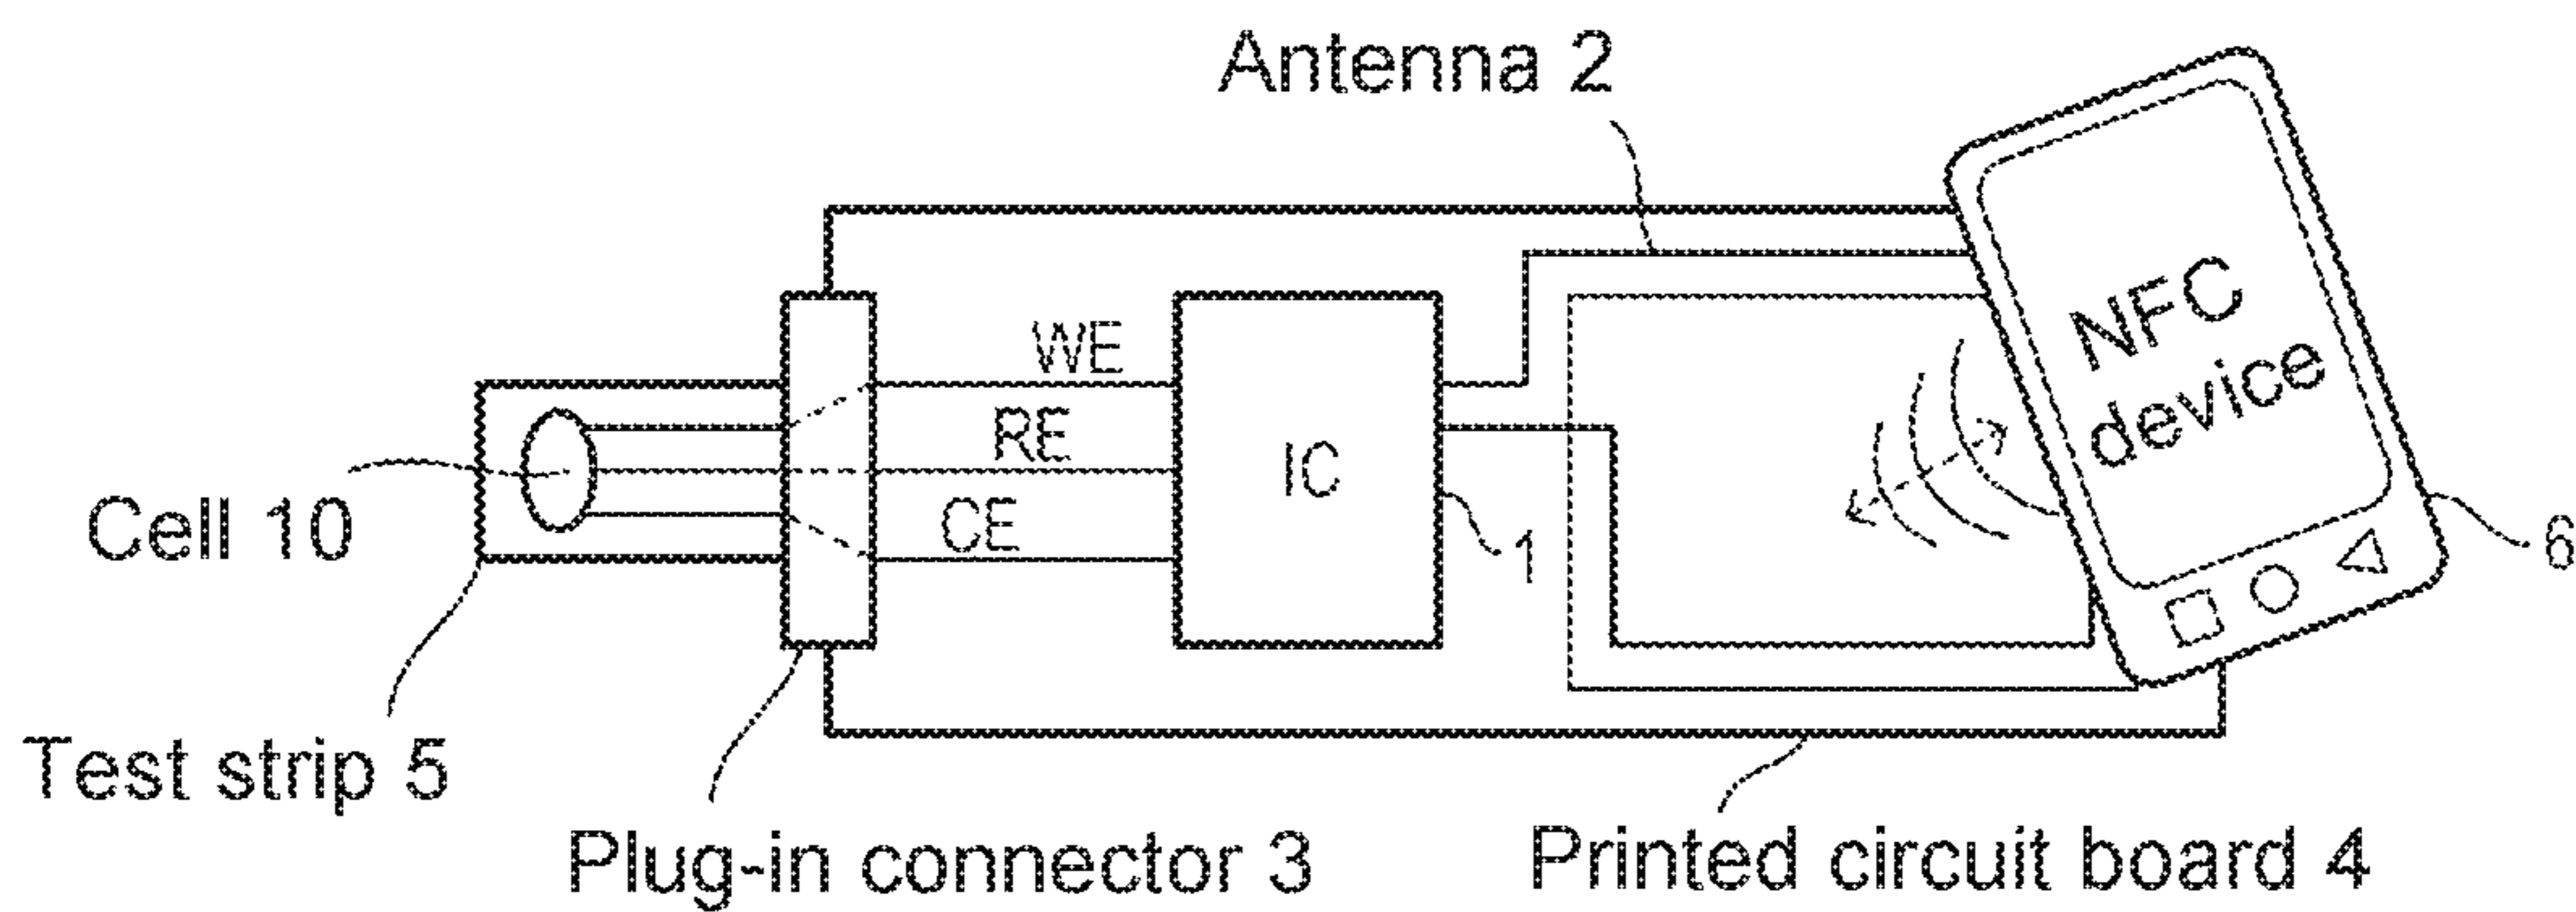 Antenna 2
NFC
device
WE
RE
IC
CE
Cell 10
1
6
Test strip 5
Plug-in connector 3
Printed circuit board 4